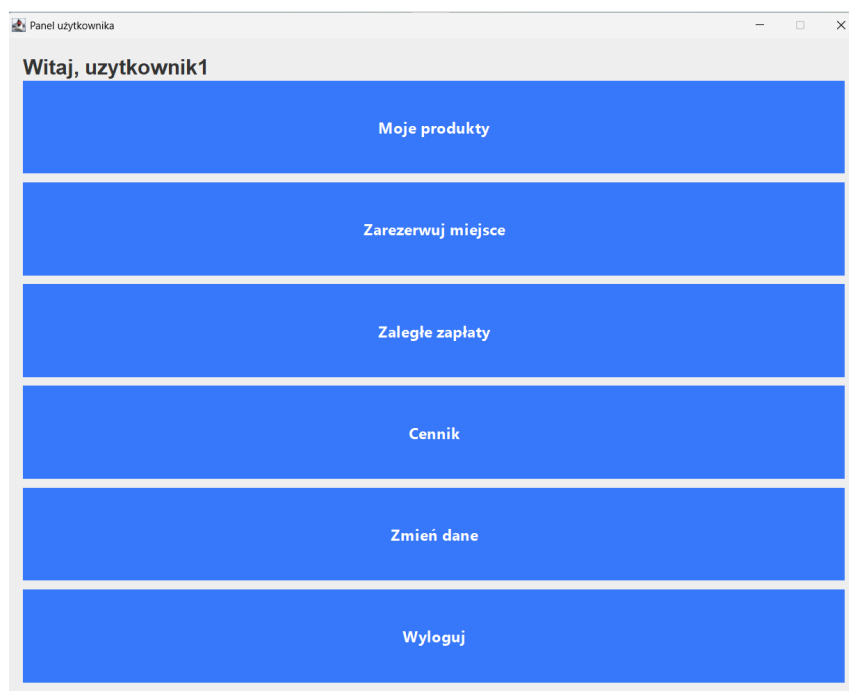 Panel użytkownika
Witaj, uzytkownik1
Moje produkty
Zarezerwuj miejsce
Zaległe zapłaty
Cennik
Zmień dane
Wyloguj